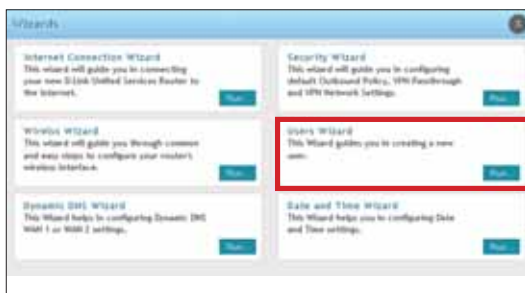 Wizards
Internet Connection Wizard
This wizard will guide you in connecting
your new D-Link Unified Services Router to
the Internet.
Run...
Security Wizard
This wizard will guide you in configuring
default Outbound Policy, VPN Passthrough
and VPN Network Settings.
Run...
Wireless Wizard
This wizard will guide you through common
and easy steps to configure your router's
wireless interface.
Run...
Users Wizard
This Wizard guides you in creating a new
user.
Run...
Dynamic DNS Wizard
This Wizard helps in configuring Dynamic DNS
WAN 1 or WAN 2 settings.
Run...
Date and Time Wizard
This Wizard helps you in configuring Date
and Time settings.
Run...